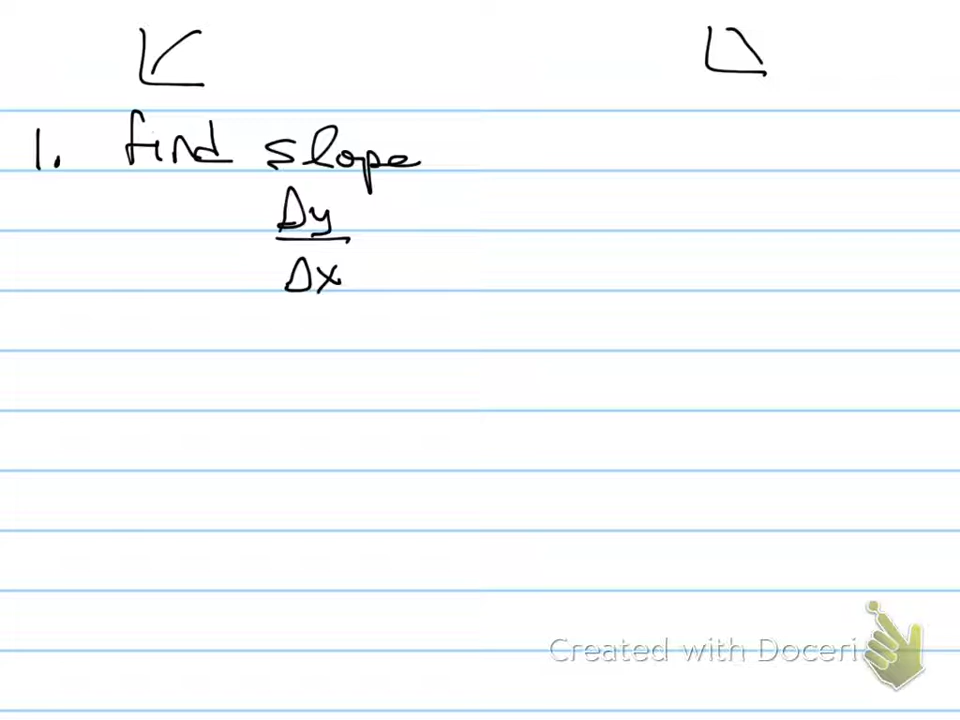 1. find slope
Δy
Δx
Created with Doceri